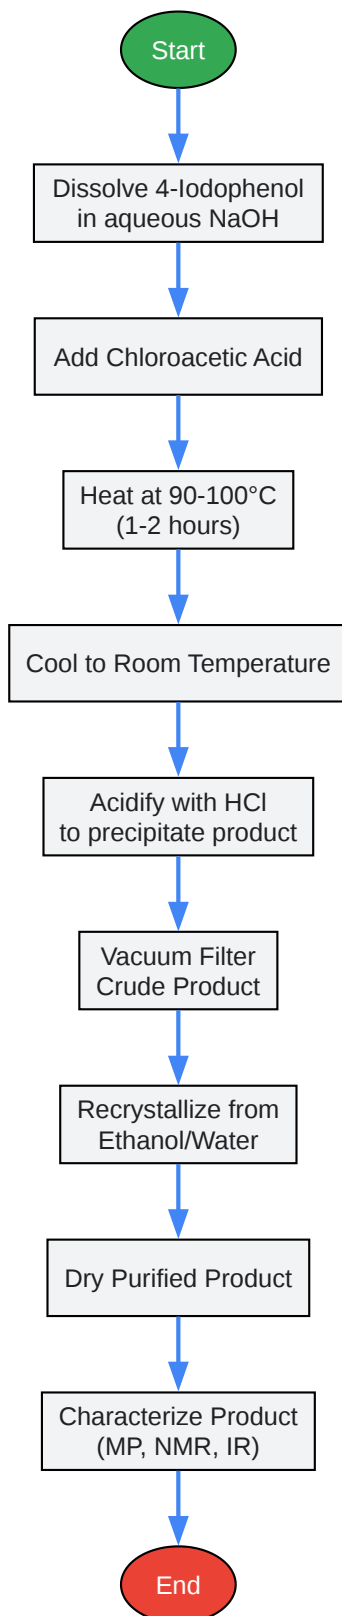 Start
Dissolve 4-Iodophenol
in aqueous NaOH
Add Chloroacetic Acid
Heat at 90-100°C
(1-2 hours)
Cool to Room Temperature
Acidify with HCl
to precipitate product
Vacuum Filter
Crude Product
Recrystallize from
Ethanol/Water
Dry Purified Product
Characterize Product
(MP, NMR, IR)
End